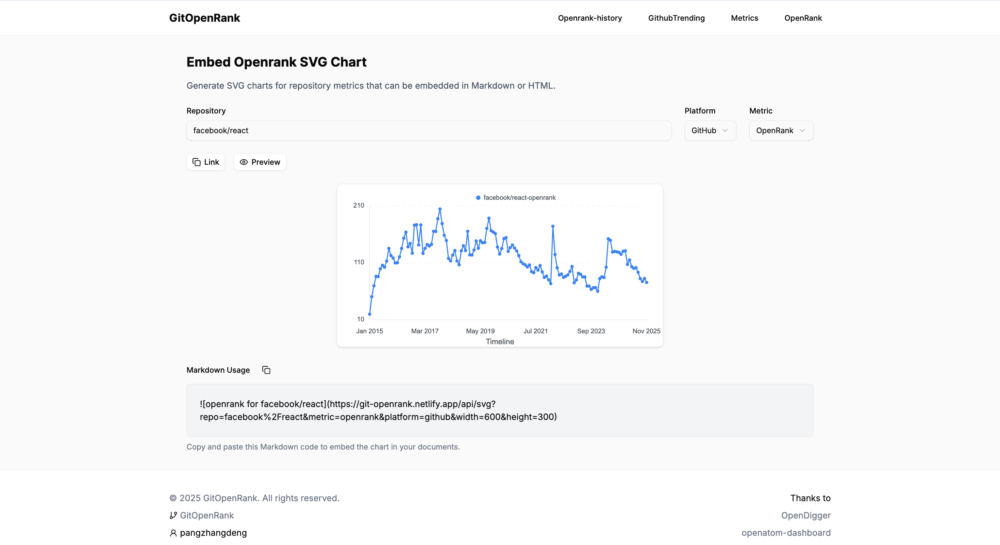 GitOpenRank
Openrank-history
GithubTrending
Metrics
OpenRank
Embed Openrank SVG Chart
Generate SVG charts for repository metrics that can be embedded in Markdown or HTML.
Repository
Platform
Metric
facebook/react
GitHub
OpenRank
Link
Preview
facebook/react-openrank
210
110
10
Jan 2015
Mar 2017
May 2019
Jul 2021
Sep 2023
Nov 2025
Timeline
Markdown Usage
![openrank for facebook/react](https://git-openrank.netlify.app/api/svg?
repo=facebook%2Freact&metric=openrank&platform=github&width=600&height=300)
Copy and paste this Markdown code to embed the chart in your documents.
© 2025 GitOpenRank. All rights reserved.
GitOpenRank
pangzhangdeng
Thanks to
OpenDigger
openatom-dashboard